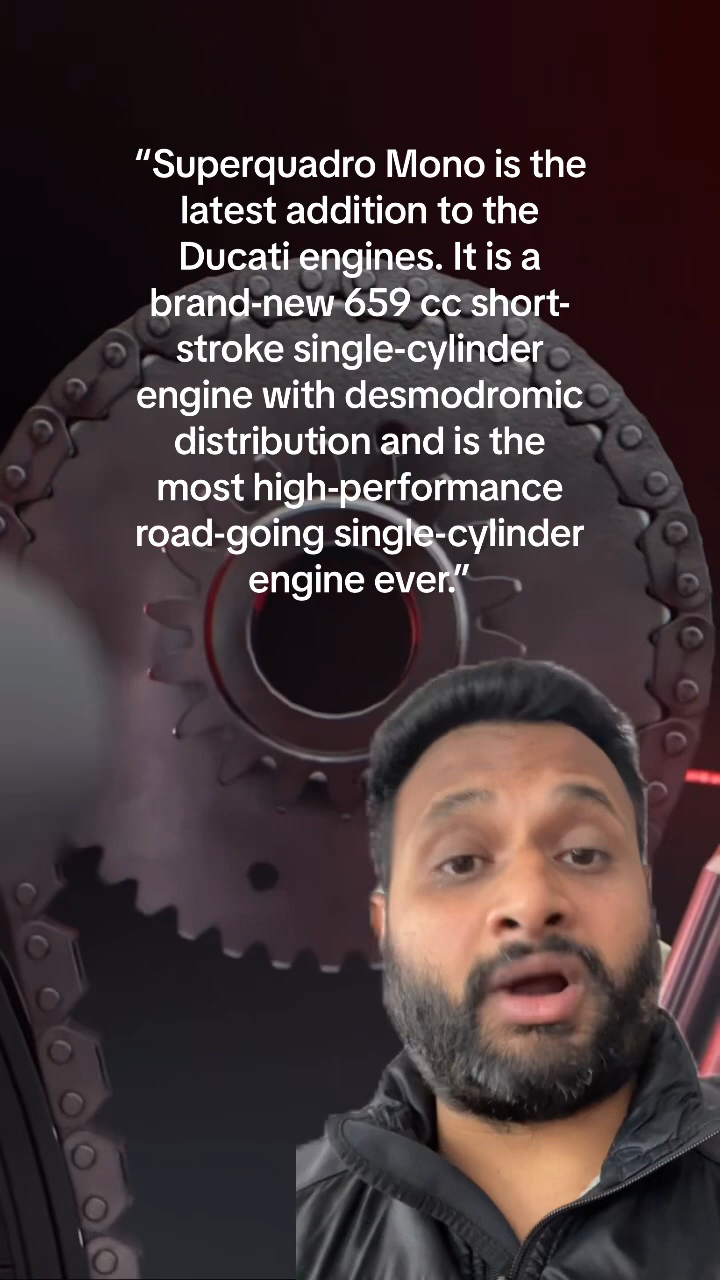 “Superquadro Mono is the
latest addition to the
Ducati engines. It is a
brand-new 659 cc short-
stroke single-cylinder
engine with desmodromic
distribution and is the
most high-performance
road-going single-cylinder
engine ever.”